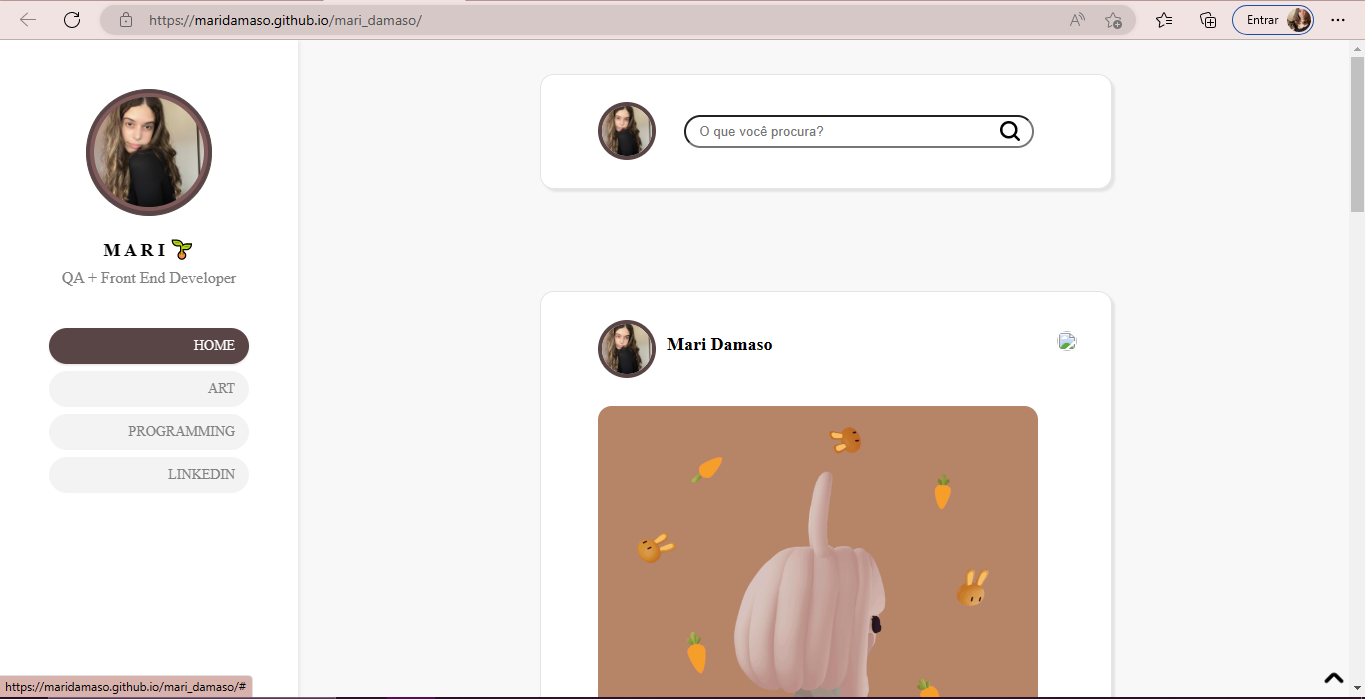 https://maridamaso.github.io/mari_damaso/
Entrar
MARI
QA + Front End Developer
HOME
ART
PROGRAMMING
LINKEDIN
O que você procura?
Mari Damaso
https://maridamaso.github.io/mari_damaso/#